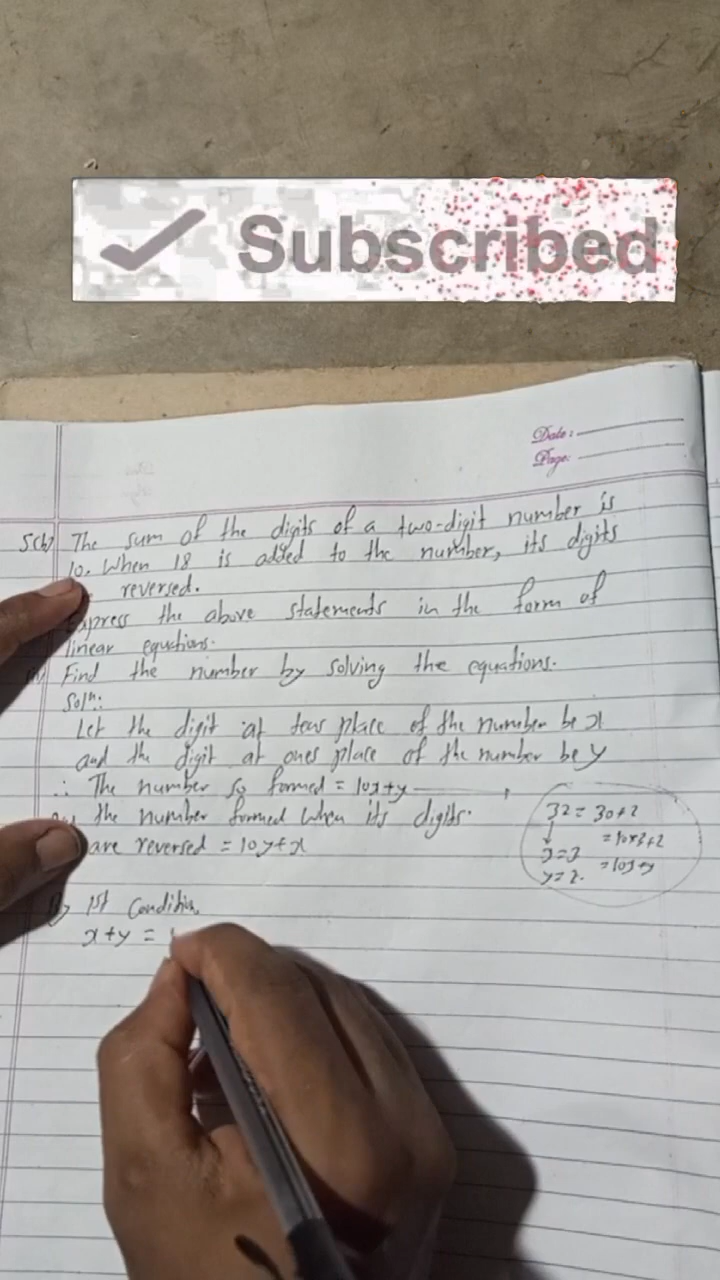 Subscribed
Date:
Page:
5(b) The sum of the digits of a two-digit number is
10. When 18 is added to the number, its digits
reversed.
Express the above statements in the form of
linear equations.
Find the number by solving the equations.
Solⁿ:
Let the digit at tens place of the number be x
and the digit at ones place of the number be y
∴ The number so formed = 10x+y
the number formed when its digits.
are reversed = 10y+x
32 = 30+2
= 10×3+2
x=3
= 10x+y
y=2.
1st Condition,
x+y =